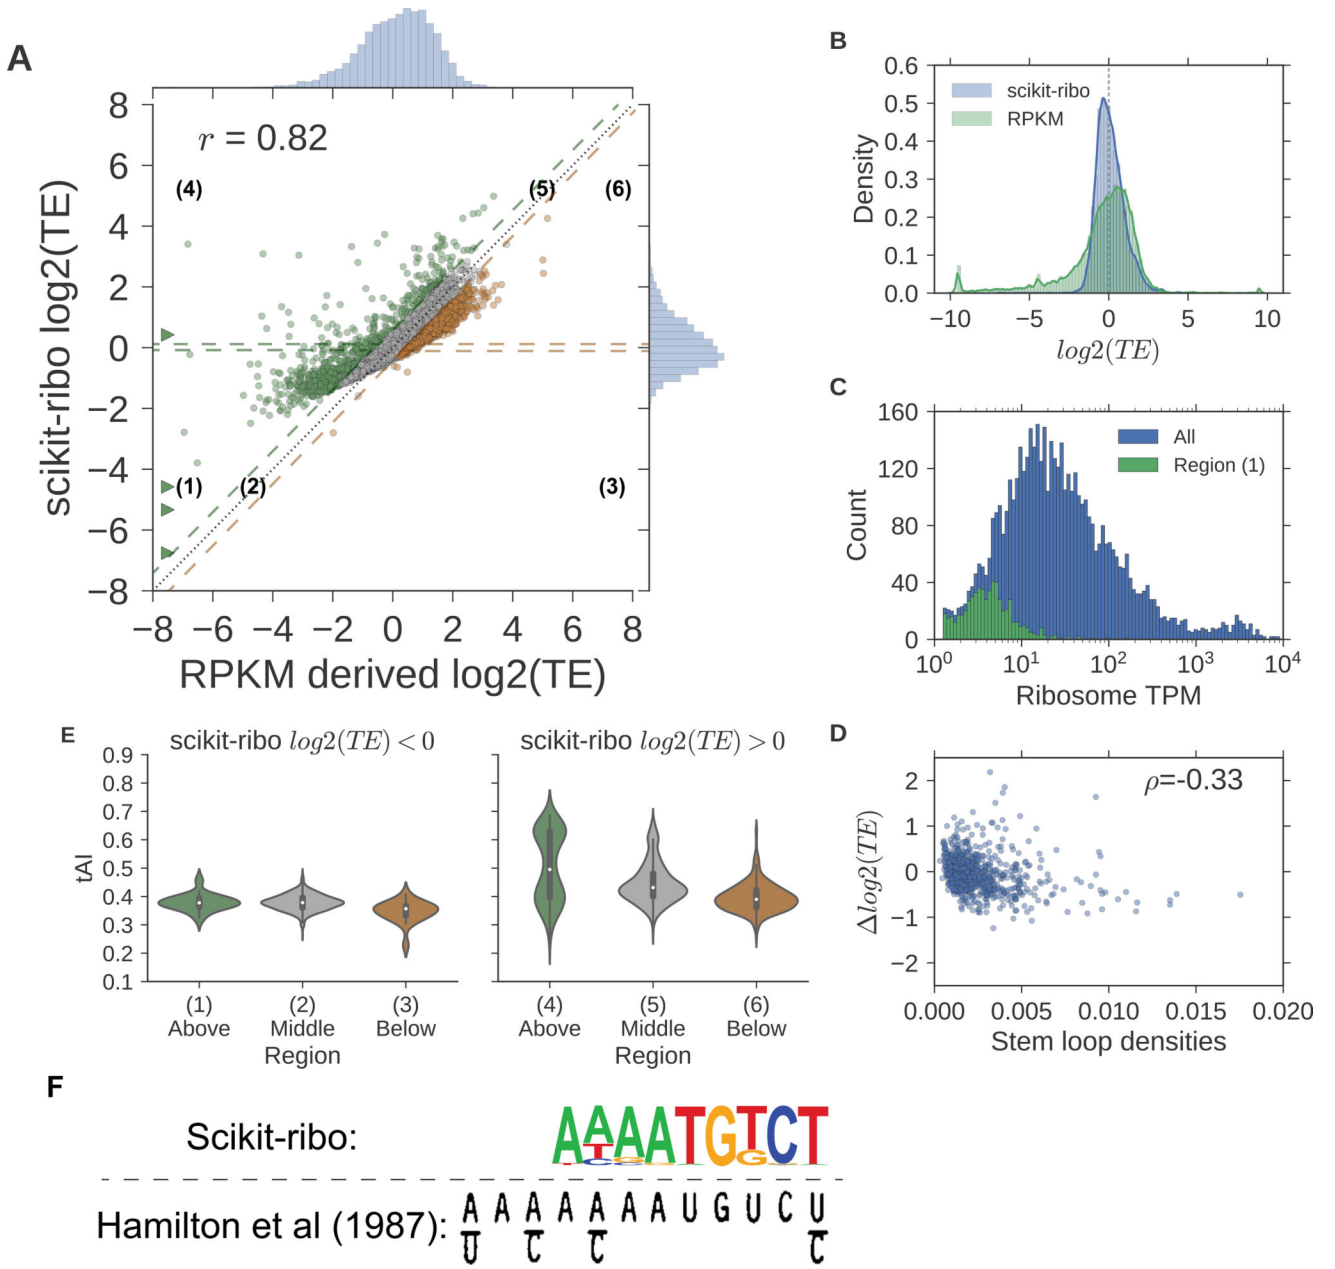 A
r = 0.82
(4)
(5)
(6)
(1)
(2)
(3)
8
6
4
2
0
−2
−4
−6
−8
scikit-ribo log2(TE)
−8 −6 −4 −2 0 2 4 6 8
RPKM derived log2(TE)
B
scikit-ribo
RPKM
0.6
0.5
0.4
0.3
0.2
0.1
0.0
Density
−10 −5 0 5 10
log2(TE)
C
All
Region (1)
160
120
80
40
0
Count
10^0 10^1 10^2 10^3 10^4
Ribosome TPM
E
scikit-ribo log2(TE) < 0
scikit-ribo log2(TE) > 0
0.9
0.8
0.7
0.6
0.5
0.4
0.3
0.2
0.1
tAI
(1) (2) (3)
Above Middle Below
Region
(4) (5) (6)
Above Middle Below
Region
D
ρ=-0.33
2
1
0
−1
−2
Δlog2(TE)
0.000 0.005 0.010 0.015 0.020
Stem loop densities
F
Scikit-ribo: AAAATGTCT
Hamilton et al (1987): A A A A A A A U G U C U
U C C C